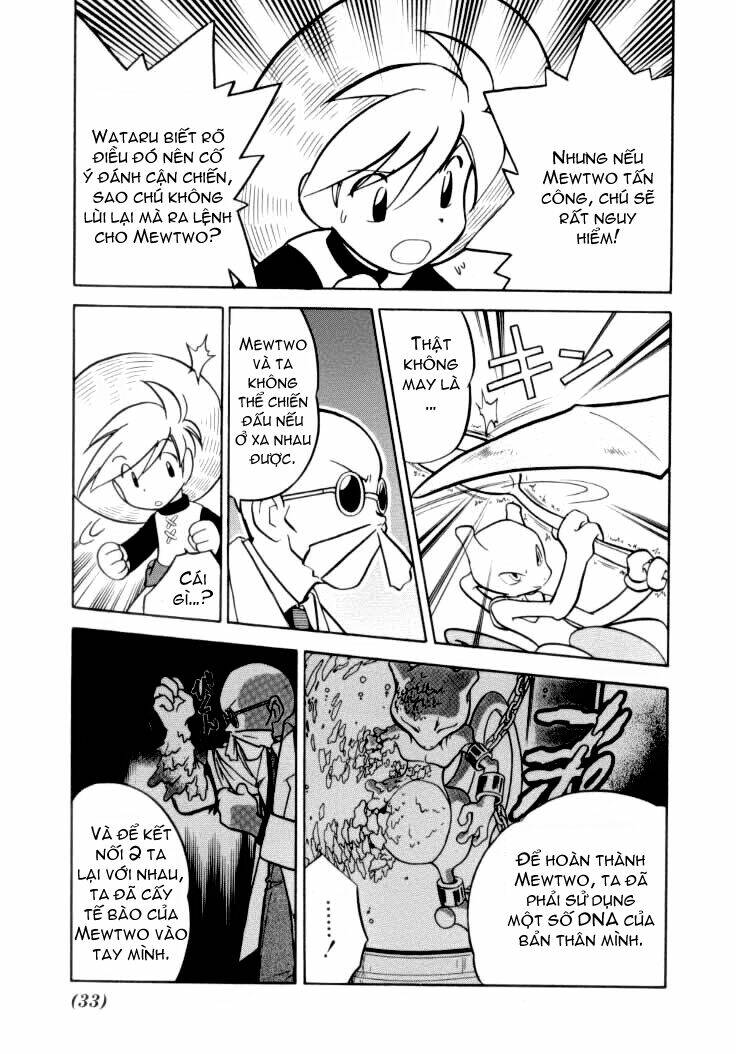 NHƯNG NẾU
MEWTWO TẤN
CÔNG, CHÚ SẼ
RẤT NGUY
HIỂM!
WATARU BIẾT RÕ
ĐIỀU ĐÓ NÊN CỐ
Ý ĐÁNH CẬN CHIẾN,
SAO CHÚ KHÔNG
LÙI LẠI MÀ RA LỆNH
CHO MEWTWO?
キン
THẬT
KHÔNG
MAY LÀ
...
MEWTWO
VÀ TA
KHÔNG
THỂ CHIẾN
ĐẤU NẾU
Ở XA NHAU
ĐƯỢC.
CÁI
GÌ...?
ĐỂ HOÀN THÀNH
MEWTWO, TA ĐÃ
PHẢI SỬ DỤNG
MỘT SỐ DNA CỦA
BẢN THÂN MÌNH.
......!
VÀ ĐỂ KẾT
NỐI 2 TA
LẠI VỚI NHAU,
TA ĐÃ CẤY
TẾ BÀO CỦA
MEWTWO VÀO
TAY MÌNH.
(33)